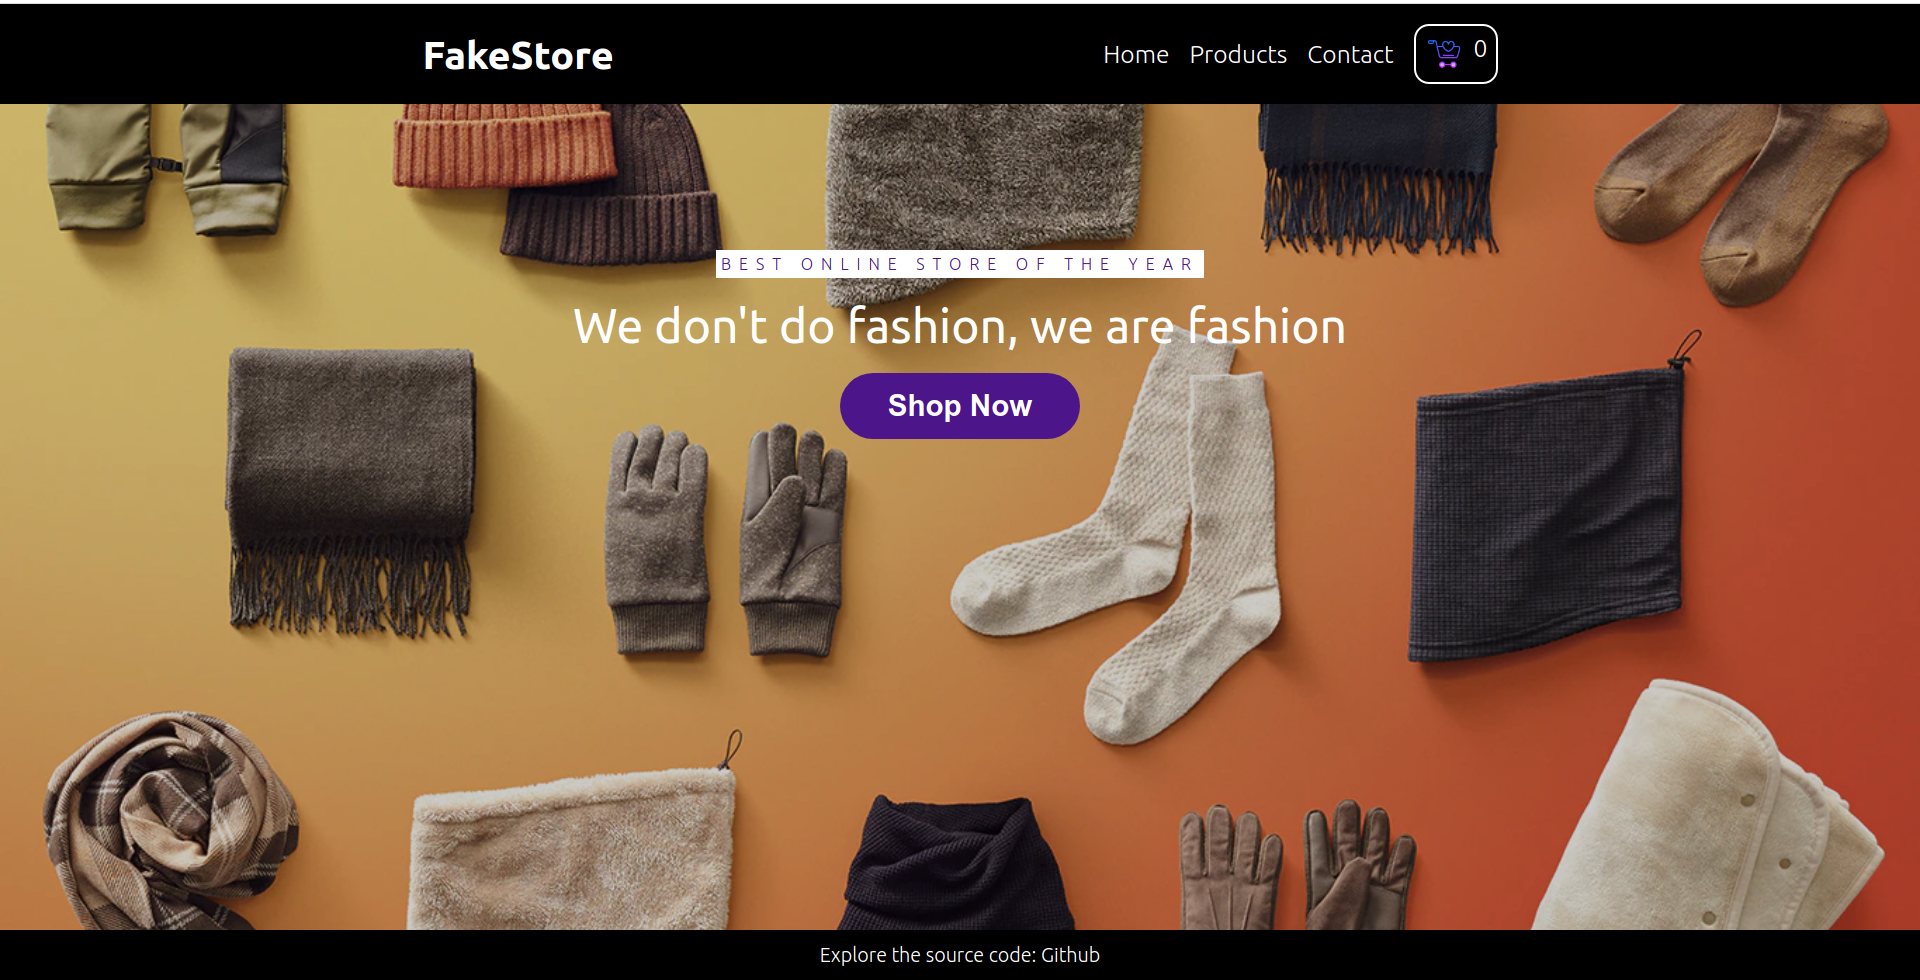 FakeStore
Home Products Contact 0
BEST ONLINE STORE OF THE YEAR
We don't do fashion, we are fashion
Shop Now
Explore the source code: Github